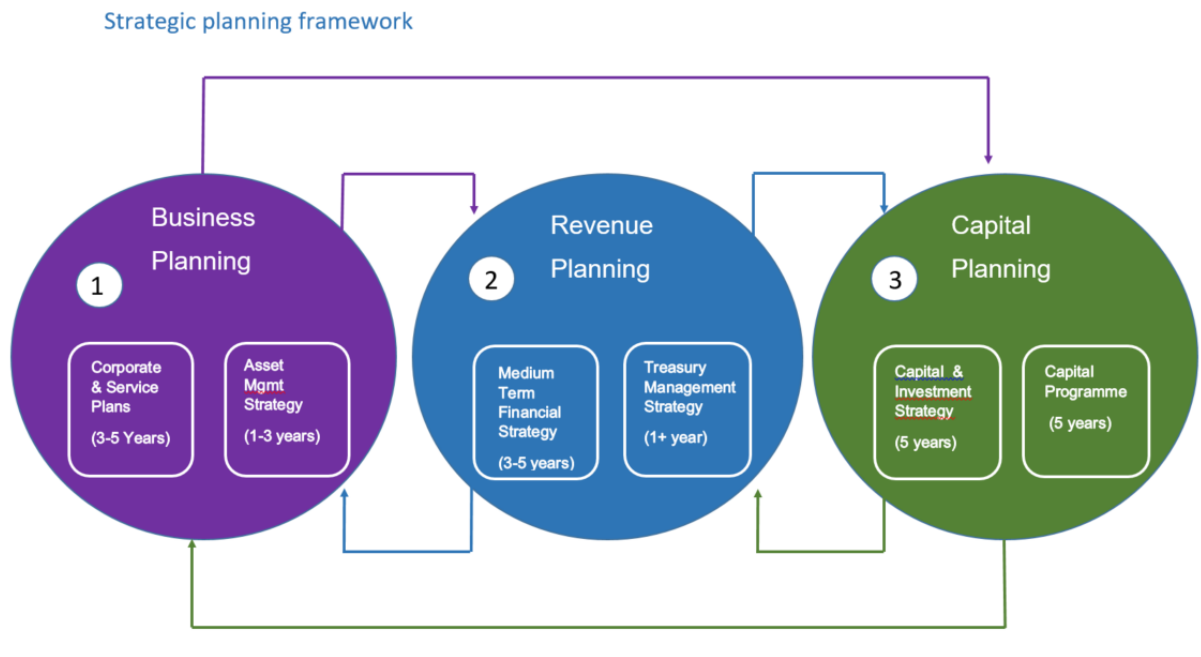 Strategic planning framework
Business
Planning
1
Corporate
& Service
Plans
(3-5 Years)
Asset
Mgmt
Strategy
(1-3 years)
Revenue
Planning
2
Medium
Term
Financial
Strategy
(3-5 years)
Treasury
Management
Strategy
(1+ year)
Capital
Planning
3
Capital &
Investment
Strategy
(5 years)
Capital
Programme
(5 years)